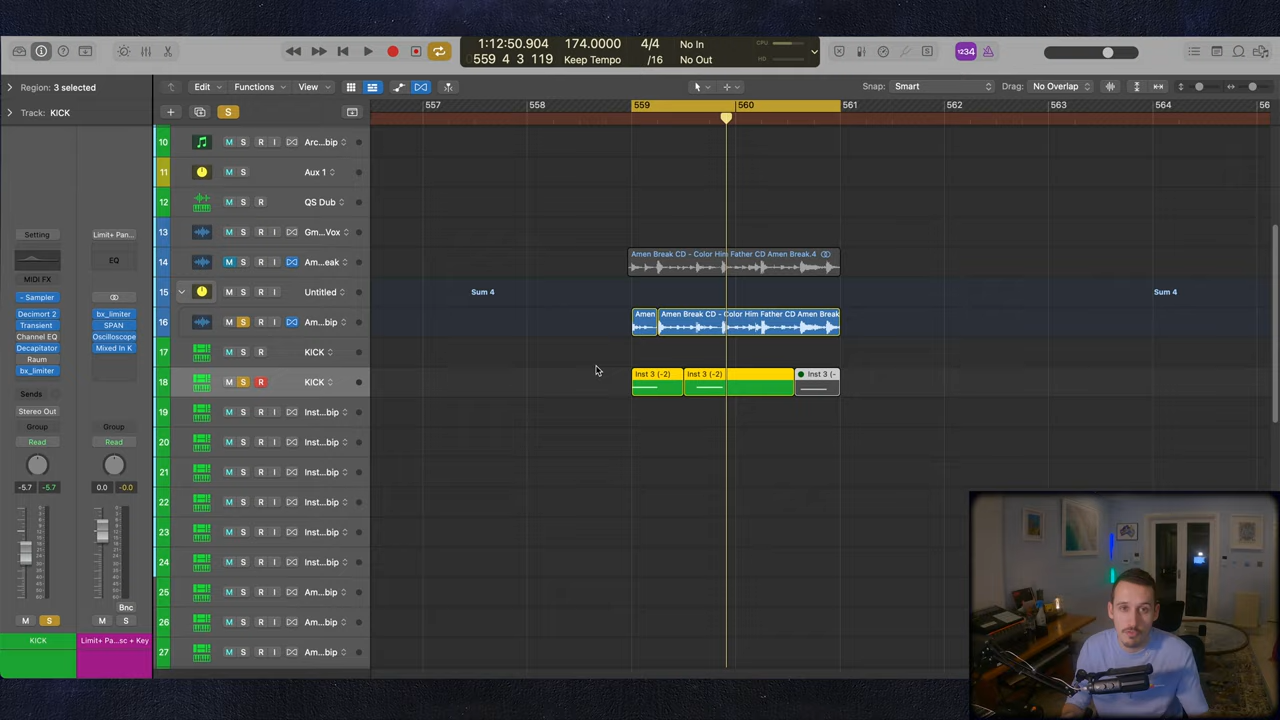 1:12:50.904 174.0000 4/4 No In CPU
559 4 3 119 Keep Tempo /16 No Out
1234
Region: 3 selected
Edit Functions View
Snap: Smart Drag: No Overlap
Track: KICK
S
557 558 559 560 561 562 563 564 56
10 M S R I Arc...bip
11 M S Aux 1
12 M S R QS Dub
13 M S R I Gm...Vox
14 M S R I Am...eak
Amen Break CD - Color Him Father CD Amen Break.4
15 M S R I Untitled
Sum 4 Sum 4
16 M S R I Am...bip
Amen Amen Break CD - Color Him Father CD Amen Break
17 M S R KICK
18 M S R KICK
Inst 3 (-2) Inst 3 (-2) Inst 3 (-
19 M S R I Inst...bip
20 M S R I Inst...bip
21 M S R I Inst...bip
22 M S R I Inst...bip
23 M S R I Inst...bip
24 M S R I Inst...bip
25 M S R I Am...bip
26 M S R I Am...bip
27 M S R I Am...bip
Setting Limit+ Pan...
EQ
MIDI FX
Sampler
Decimort 2 bx_limiter
Transient SPAN
Channel EQ Oscilloscope
Decapitator Mixed In K
Raum
bx_limiter
Sends
Stereo Out
Group Group
Read Read
-5.7 -5.7 0.0 -0.0
Bnc
M S M S
KICK Limit+ Pa...sc + Key